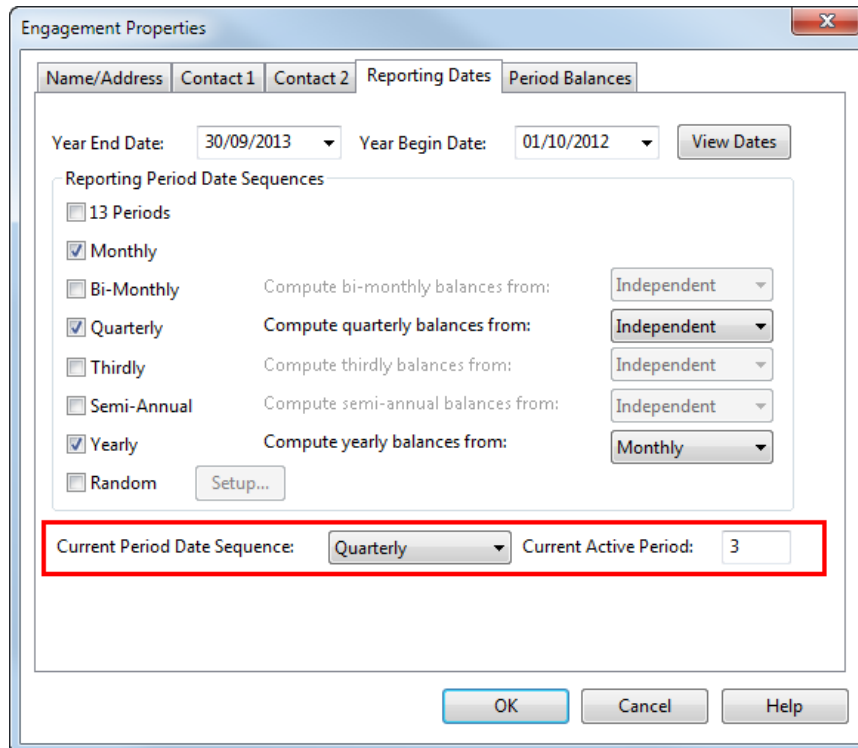 Engagement Properties
Name/Address Contact 1 Contact 2 Reporting Dates Period Balances
Year End Date: 30/09/2013 Year Begin Date: 01/10/2012 View Dates
Reporting Period Date Sequences
13 Periods
Monthly
Bi-Monthly Compute bi-monthly balances from: Independent
Quarterly Compute quarterly balances from: Independent
Thirdly Compute thirdly balances from: Independent
Semi-Annual Compute semi-annual balances from: Independent
Yearly Compute yearly balances from: Monthly
Random Setup...
Current Period Date Sequence: Quarterly Current Active Period: 3
OK Cancel Help